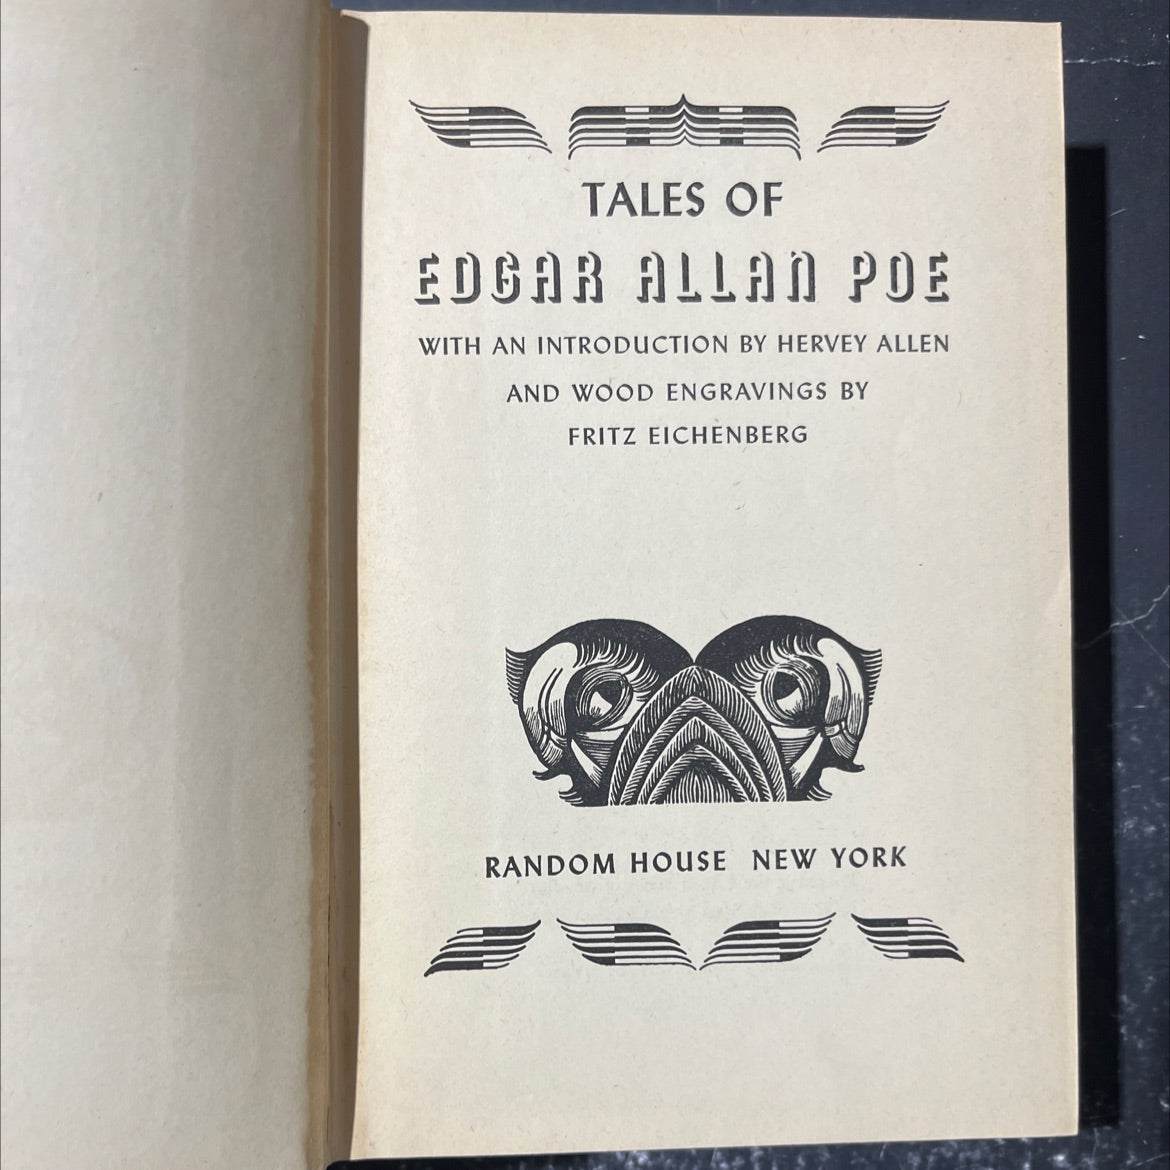 TALES OF
EDGAR ALLAN POE
WITH AN INTRODUCTION BY HERVEY ALLEN
AND WOOD ENGRAVINGS BY
FRITZ EICHENBERG
RANDOM HOUSE NEW YORK